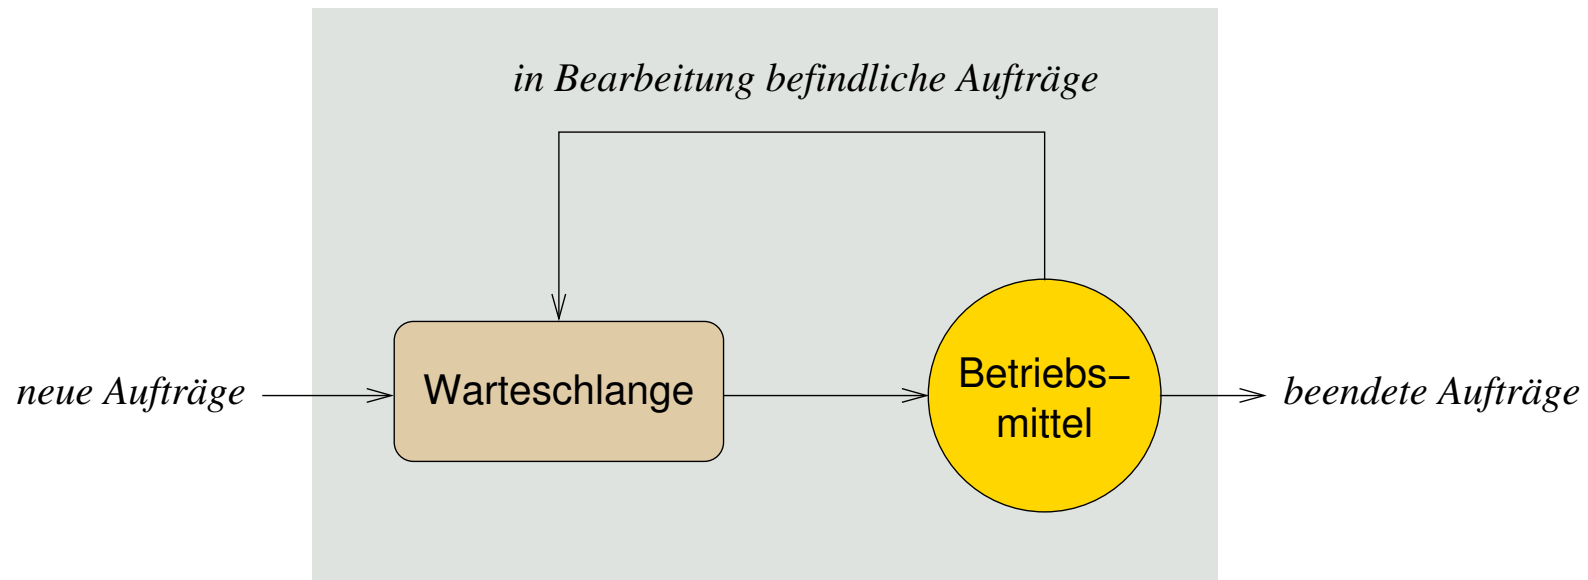 in Bearbeitung befindliche Aufträge
neue Aufträge
Warteschlange
Betriebs–
mittel
beendete Aufträge